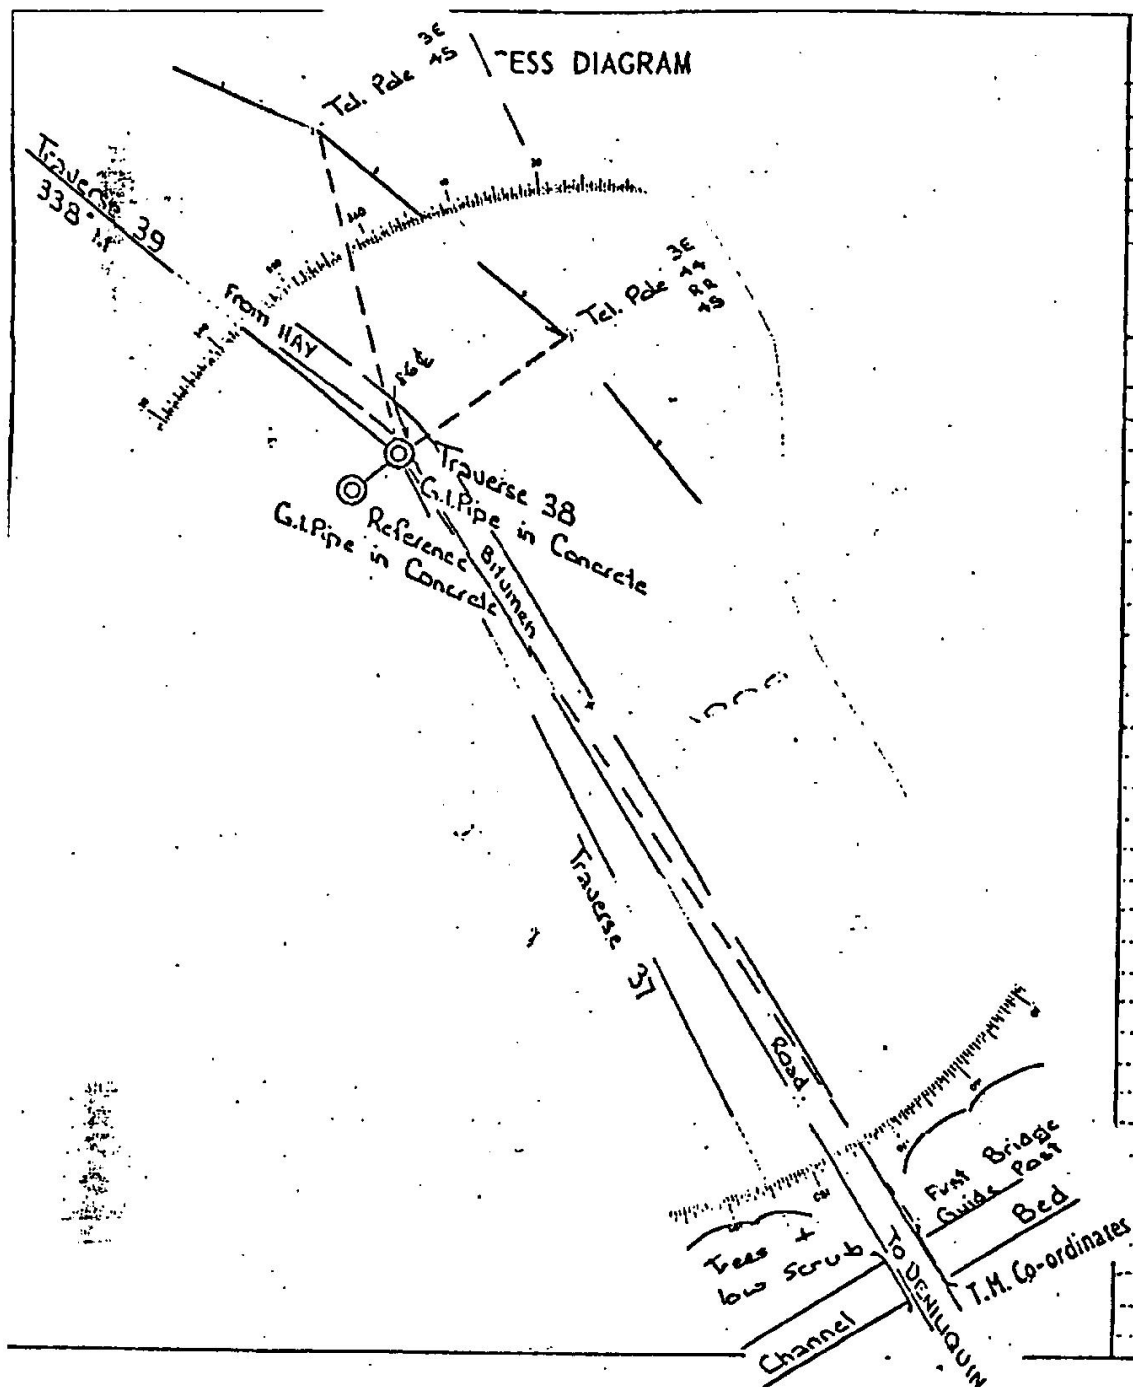 ESS DIAGRAM
Tel. Pole 3E
45
Traverse 39
338° M
From HAY
Tel. Pole 3E
44
RR
45
Traverse 38
G.I.Pipe in Concrete
Reference
G.I.Pipe in Concrete
Bitumen
Traverse 37
Road
First Bridge
Guide Post
Bed
T.M. Co-ordinates
Trees +
low scrub
To DENILIQUIN
Channel